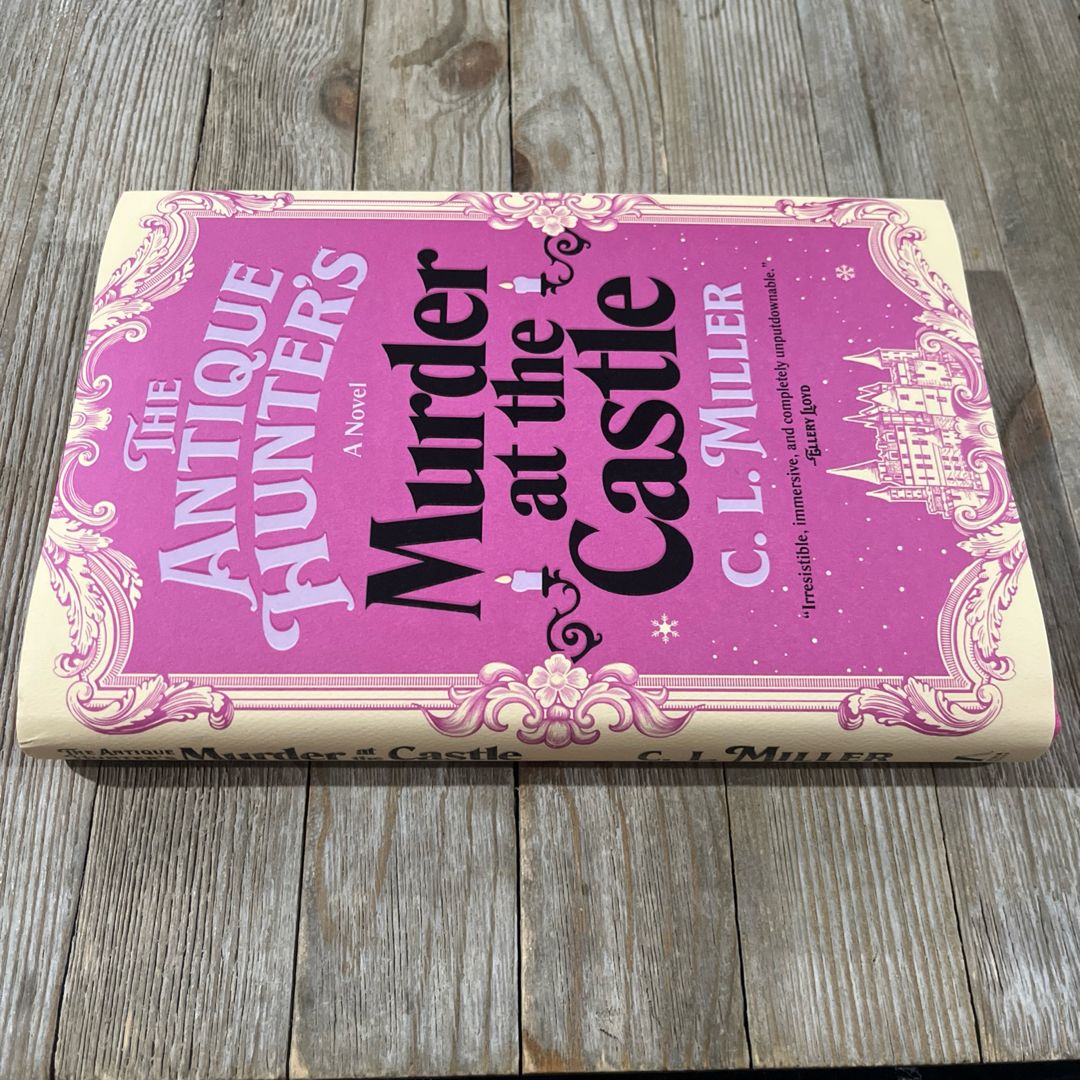 THE
ANTIQUE
HUNTER'S
A Novel
Murder
at the
Castle
C. L. MILLER
“Irresistible, immersive, and completely unputdownable.”
—ELLERY LLOYD
THE ANTIQUE
HUNTER'S
Murder at the Castle
C. L. MILLER